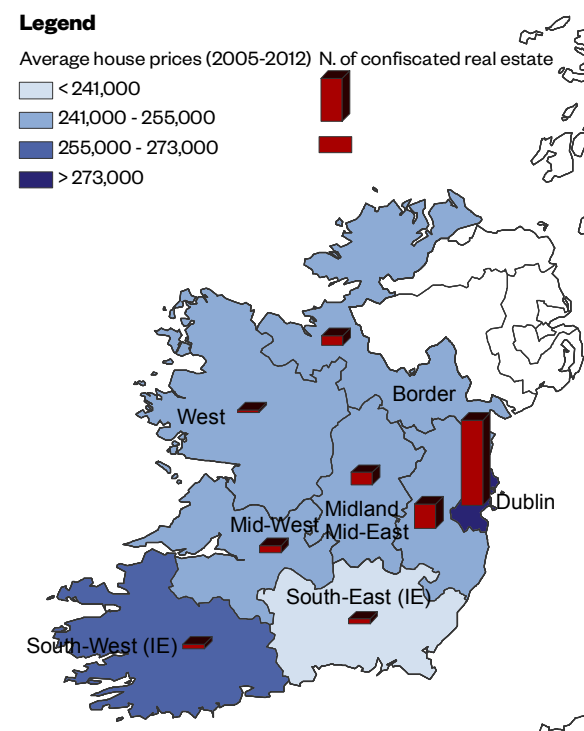 Legend
Average house prices (2005-2012) N. of confiscated real estate
< 241,000
241,000 - 255,000
255,000 - 273,000
> 273,000
Border
West
Dublin
Midland
Mid-West
Mid-East
South-East (IE)
South-West (IE)